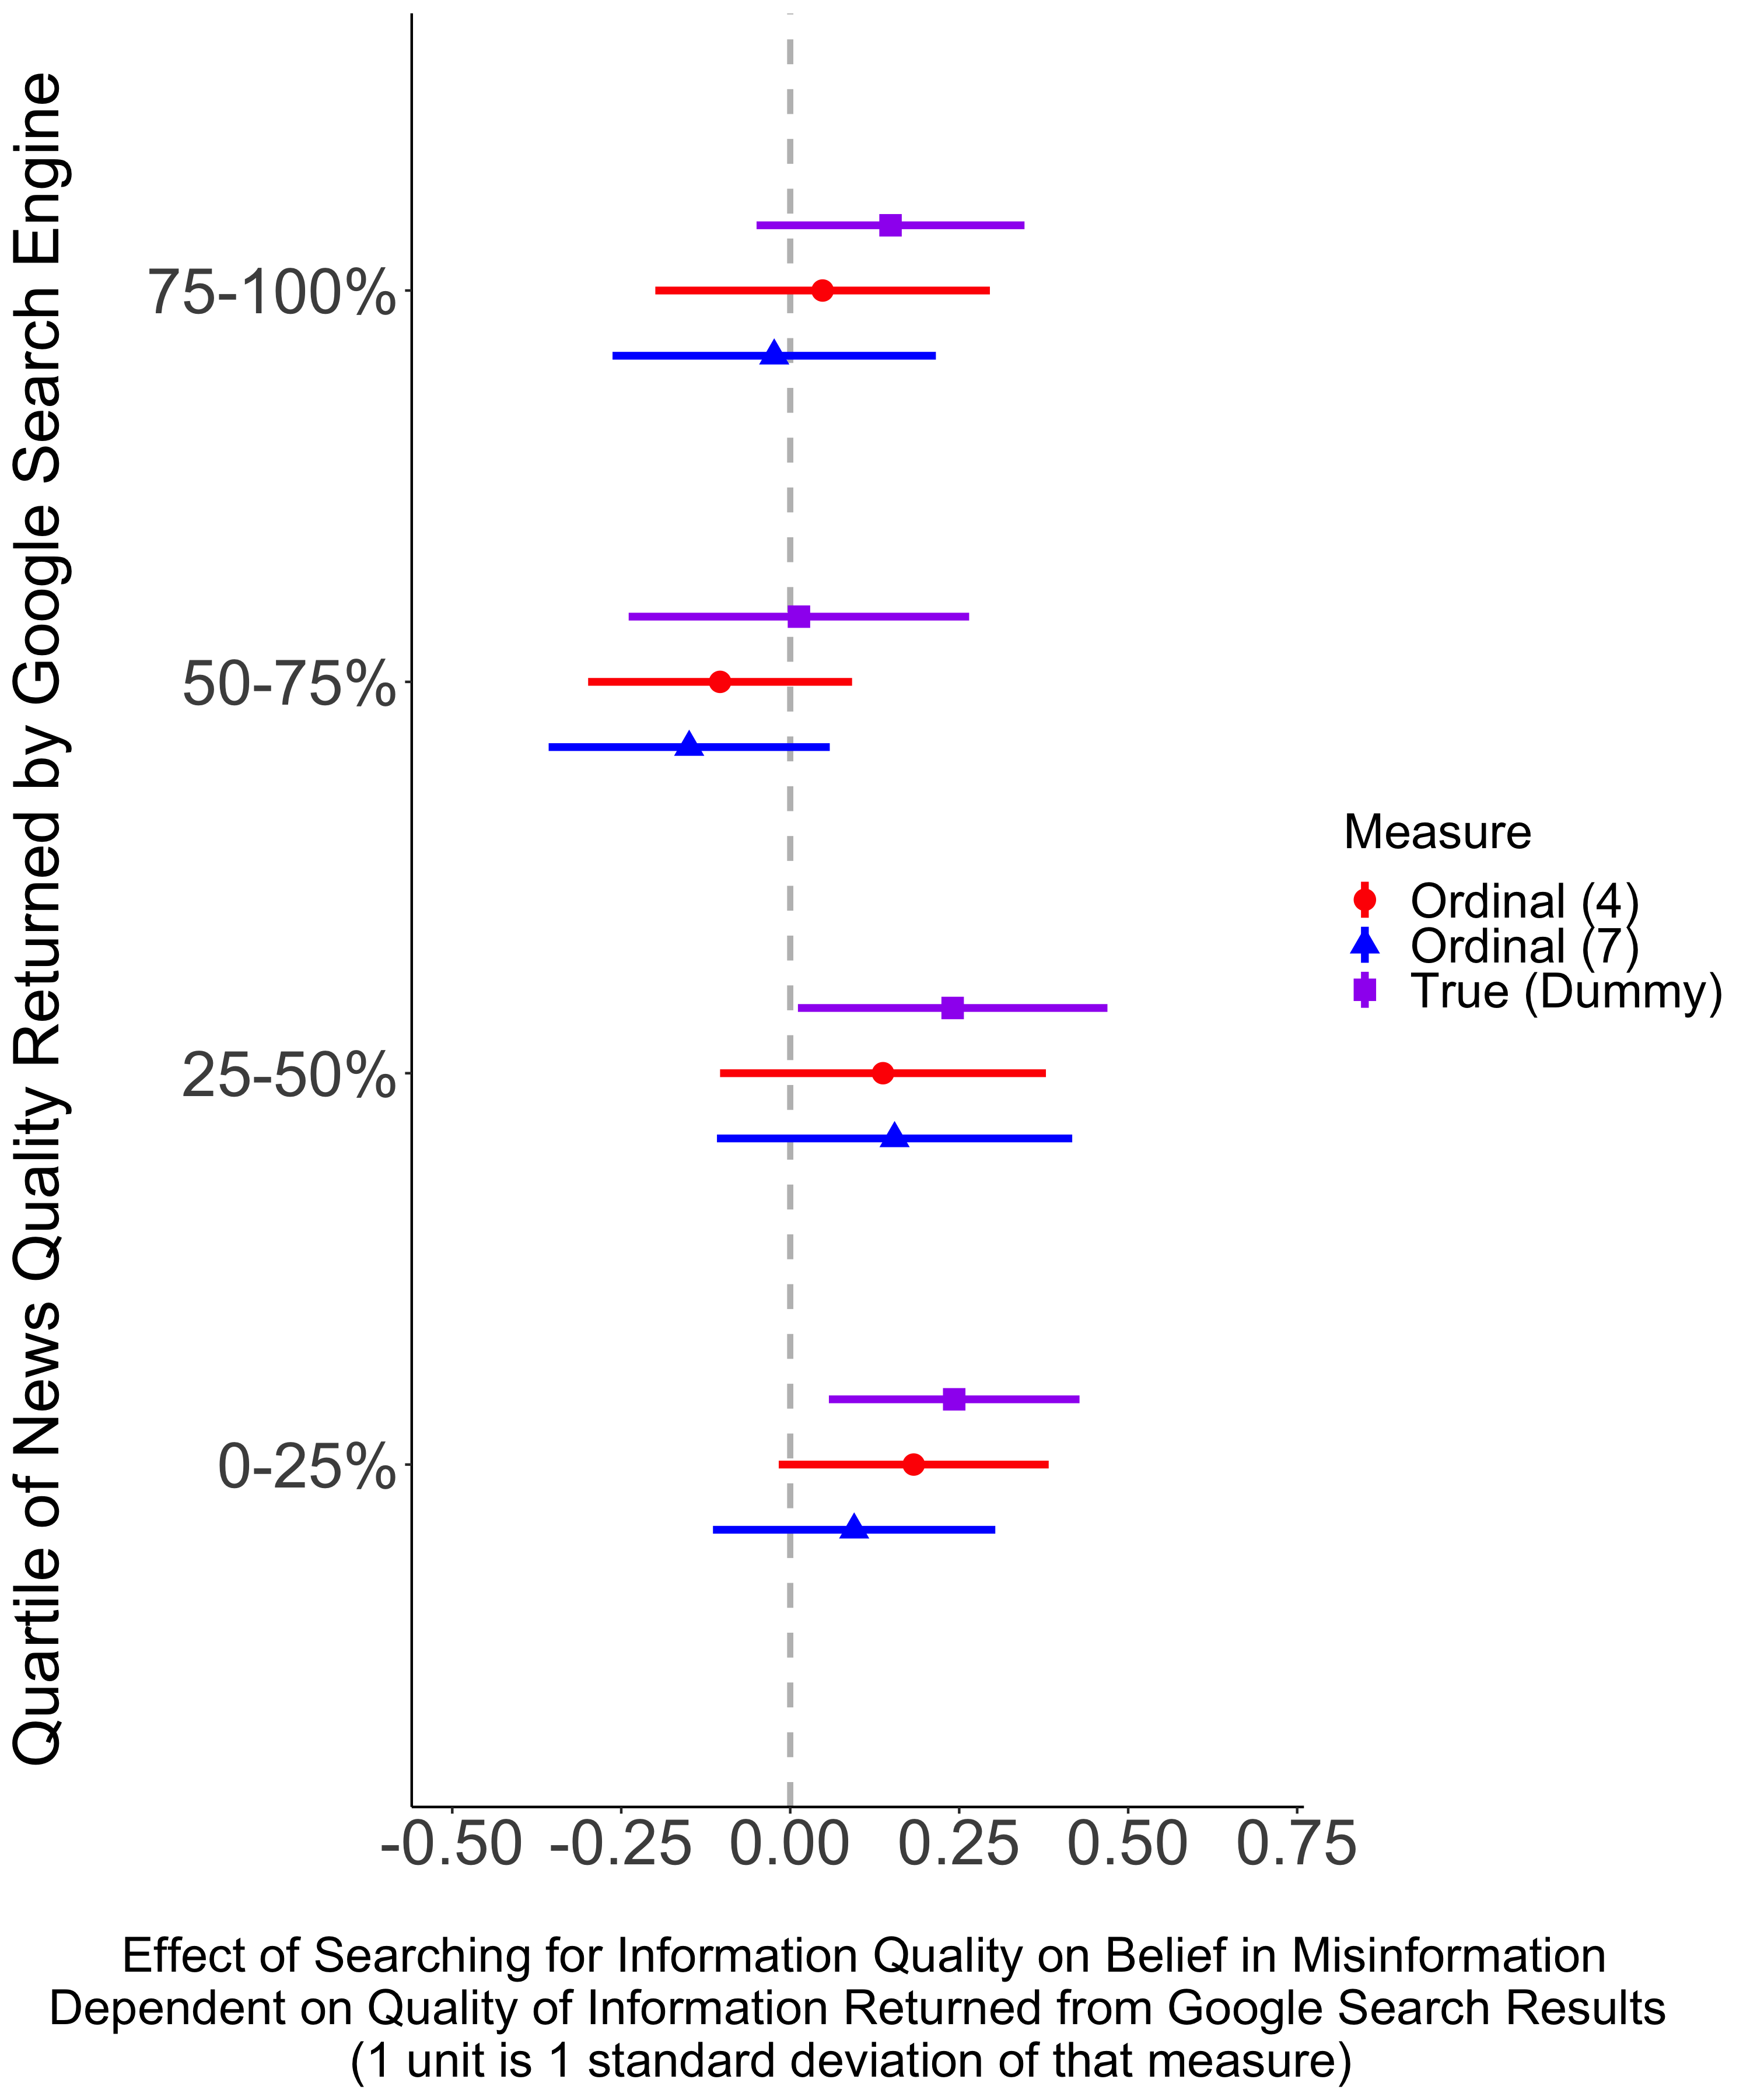 Quartile of News Quality Returned by Google Search Engine
75-100%
50-75%
25-50%
0-25%
Measure
Ordinal (4)
Ordinal (7)
True (Dummy)
-0.50 -0.25 0.00 0.25 0.50 0.75
Effect of Searching for Information Quality on Belief in Misinformation
Dependent on Quality of Information Returned from Google Search Results
(1 unit is 1 standard deviation of that measure)